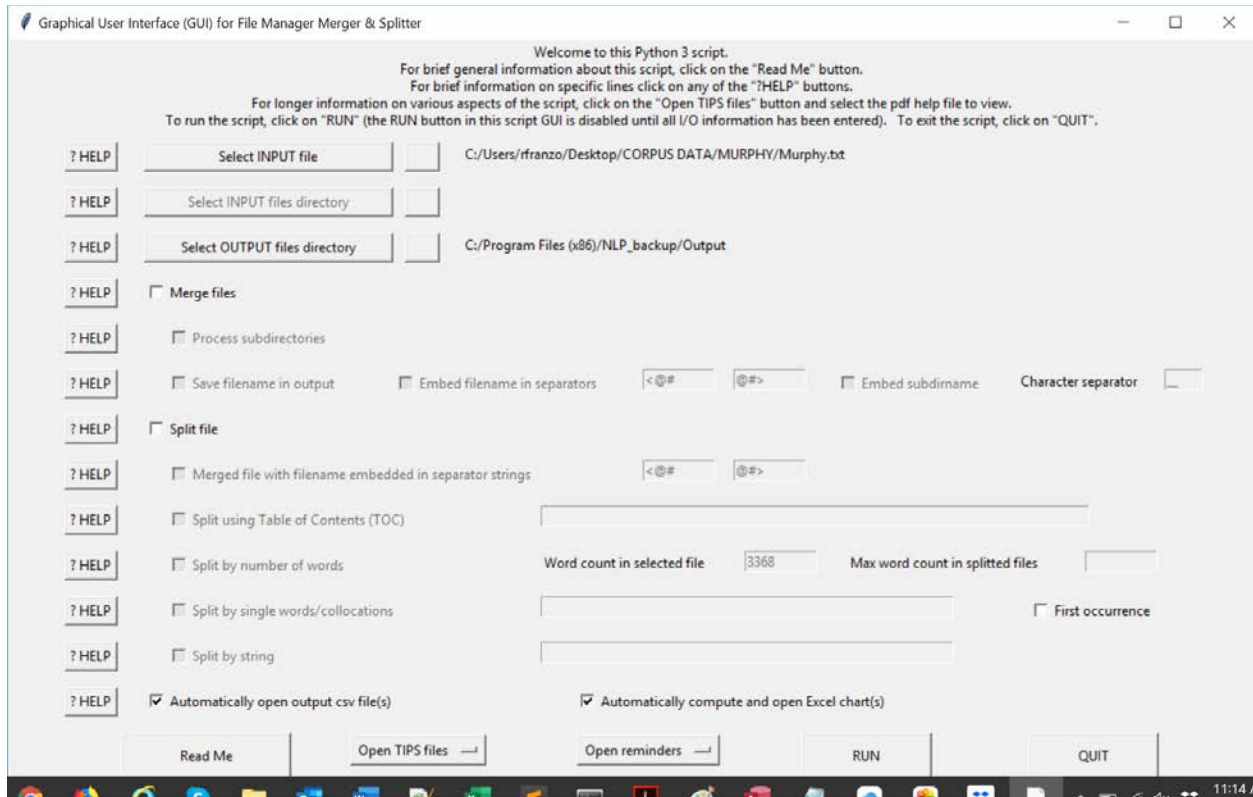 Graphical User Interface (GUI) for File Manager Merger & Splitter
Welcome to this Python 3 script.
For brief general information about this script, click on the "Read Me" button.
For brief information on specific lines click on any of the "?HELP" buttons.
For longer information on various aspects of the script, click on the "Open TIPS files" button and select the pdf help file to view.
To run the script, click on "RUN" (the RUN button in this script GUI is disabled until all I/O information has been entered). To exit the script, click on "QUIT".
? HELP Select INPUT file C:/Users/rfranzo/Desktop/CORPUS DATA/MURPHY/Murphy.txt
? HELP Select INPUT files directory
? HELP Select OUTPUT files directory C:/Program Files (x86)/NLP_backup/Output
? HELP Merge files
? HELP Process subdirectories
? HELP Save filename in output Embed filename in separators <@# @#> Embed subdirname Character separator __
? HELP Split file
? HELP Merged file with filename embedded in separator strings <@# @#>
? HELP Split using Table of Contents (TOC)
? HELP Split by number of words Word count in selected file 3368 Max word count in splitted files
? HELP Split by single words/collocations First occurrence
? HELP Split by string
? HELP Automatically open output csv file(s) Automatically compute and open Excel chart(s)
Read Me Open TIPS files Open reminders RUN QUIT
11:14